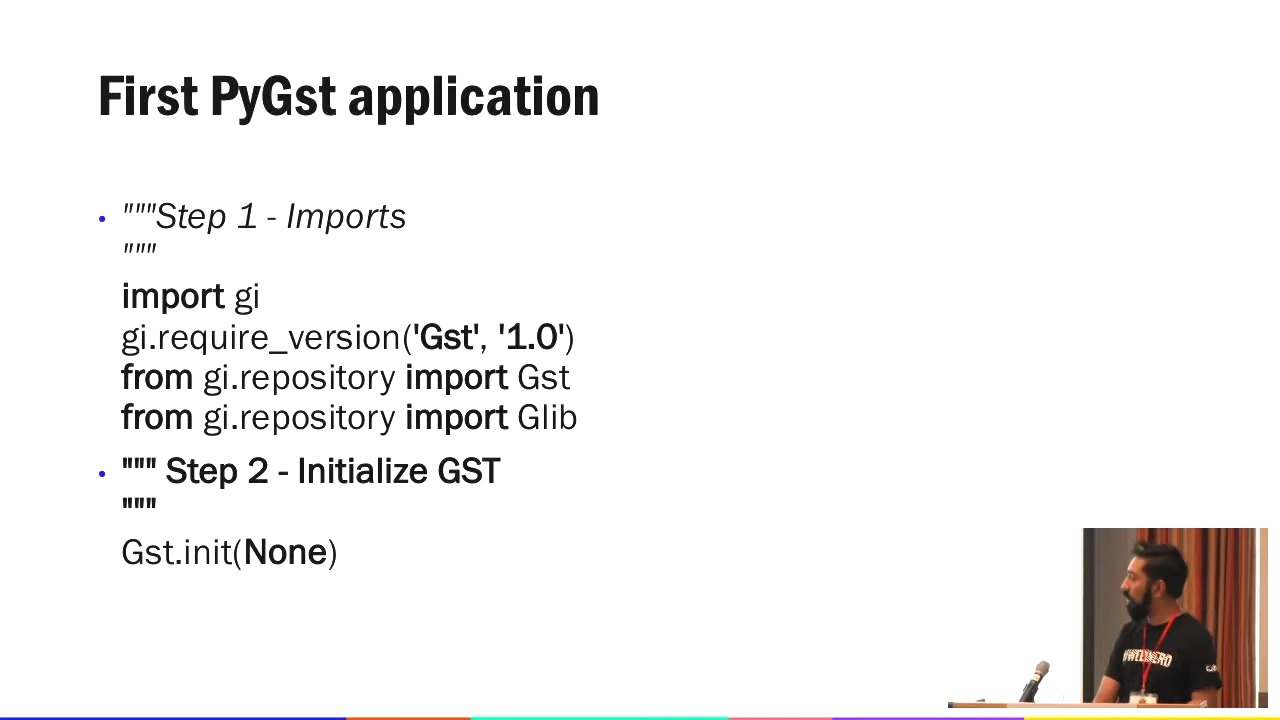 First PyGst application
• """Step 1 - Imports
"""
import gi
gi.require_version('Gst', '1.0')
from gi.repository import Gst
from gi.repository import Glib
• """ Step 2 - Initialize GST
"""
Gst.init(None)